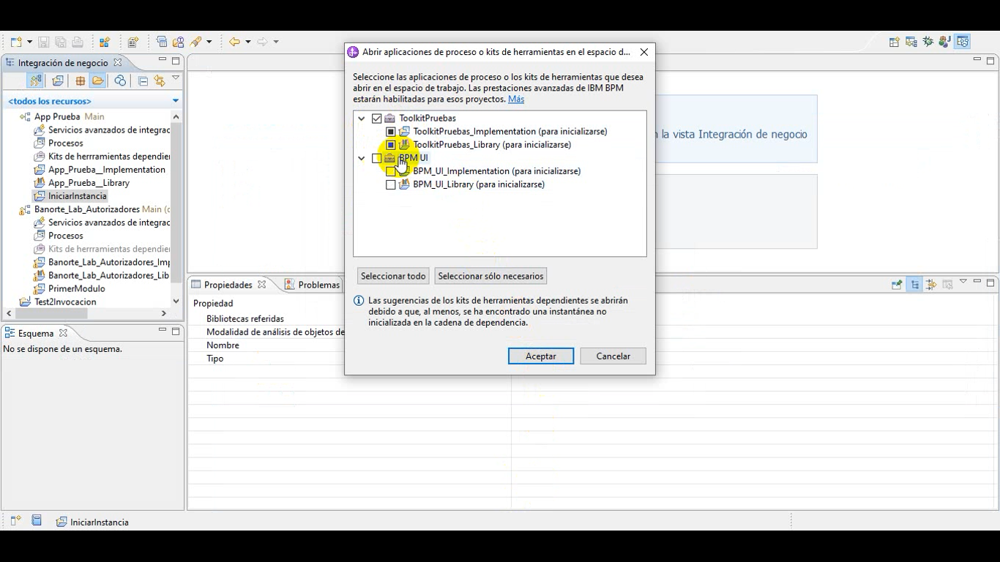 Abrir aplicaciones de proceso o kits de herramientas en el espacio d...
Seleccione las aplicaciones de proceso o los kits de herramientas que desea
abrir en el espacio de trabajo. Las prestaciones avanzadas de IBM BPM
estarán habilitadas para esos proyectos. Más
ToolkitPruebas
ToolkitPruebas_Implementation (para inicializarse)
ToolkitPruebas_Library (para inicializarse)
BPM UI
BPM_UI_Implementation (para inicializarse)
BPM_UI_Library (para inicializarse)
Seleccionar todo
Seleccionar sólo necesarios
Las sugerencias de los kits de herramientas dependientes se abrirán
debido a que, al menos, se ha encontrado una instantánea no
inicializada en la cadena de dependencia.
Aceptar
Cancelar
Integración de negocio
<todos los recursos>
App Prueba Main
Servicios avanzados de integrac
Procesos
Kits de herrramientas dependie
App_Prueba__Implementation
App_Prueba__Library
IniciarInstancia
Banorte_Lab_Autorizadores Main (c
Servicios avanzados de integrac
Procesos
Kits de herrramientas dependie
Banorte_Lab_Autorizadores_Imp
Banorte_Lab_Autorizadores_Lib
PrimerModulo
Test2Invocacion
n la vista Integración de negocio
Esquema
No se dispone de un esquema.
Propiedades
Problemas
Propiedad
Bibliotecas referidas
Modalidad de análisis de objetos de
Nombre
Tipo
IniciarInstancia